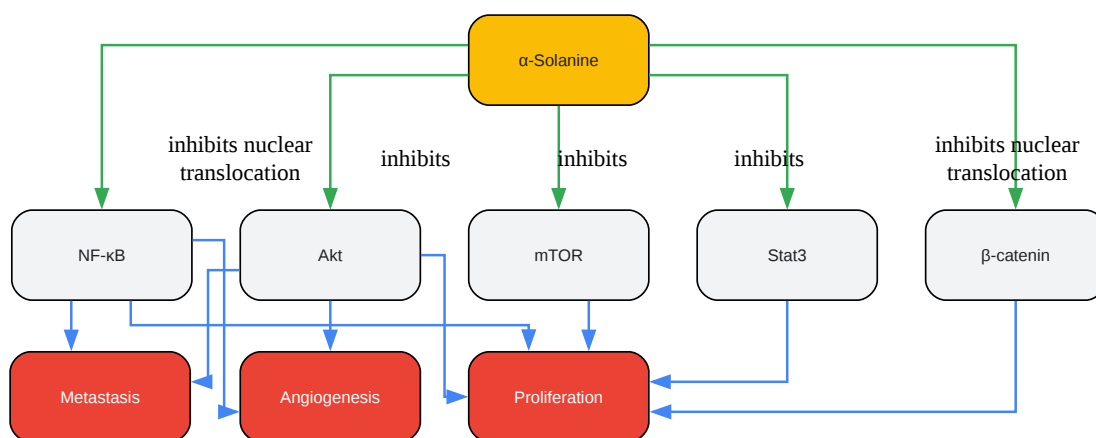 α-Solanine
inhibits nuclear
translocation
inhibits
inhibits
inhibits
inhibits nuclear
translocation
NF-κB
Akt
mTOR
Stat3
β-catenin
Metastasis
Angiogenesis
Proliferation